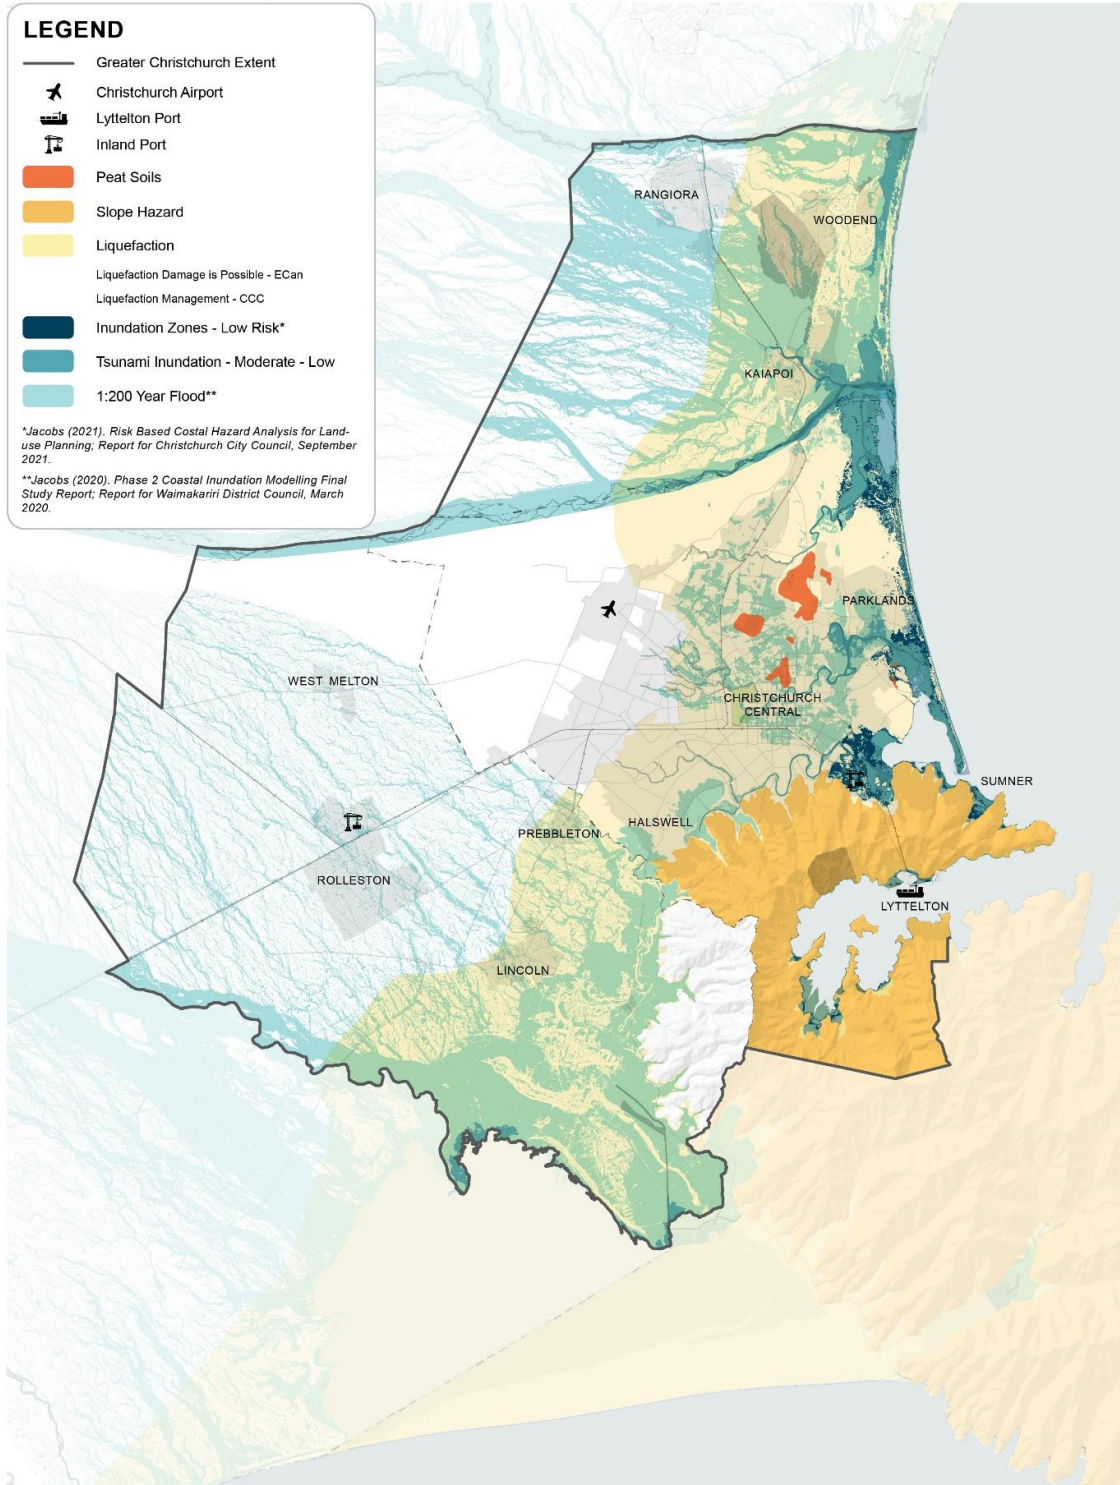 LEGEND
Greater Christchurch Extent
Christchurch Airport
Lyttelton Port
Inland Port
Peat Soils
Slope Hazard
Liquefaction
Liquefaction Damage is Possible - ECan
Liquefaction Management - CCC
Inundation Zones - Low Risk*
Tsunami Inundation - Moderate - Low
1:200 Year Flood**
*Jacobs (2021). Risk Based Costal Hazard Analysis for Land-
use Planning; Report for Christchurch City Council, September
2021.
**Jacobs (2020). Phase 2 Coastal Inundation Modelling Final
Study Report; Report for Waimakariri District Council, March
2020.
RANGIORA
WOODEND
KAIAPOI
PARKLANDS
WEST MELTON
CHRISTCHURCH
CENTRAL
SUMNER
HALSWELL
PREBBLETON
ROLLESTON
LYTTELTON
LINCOLN